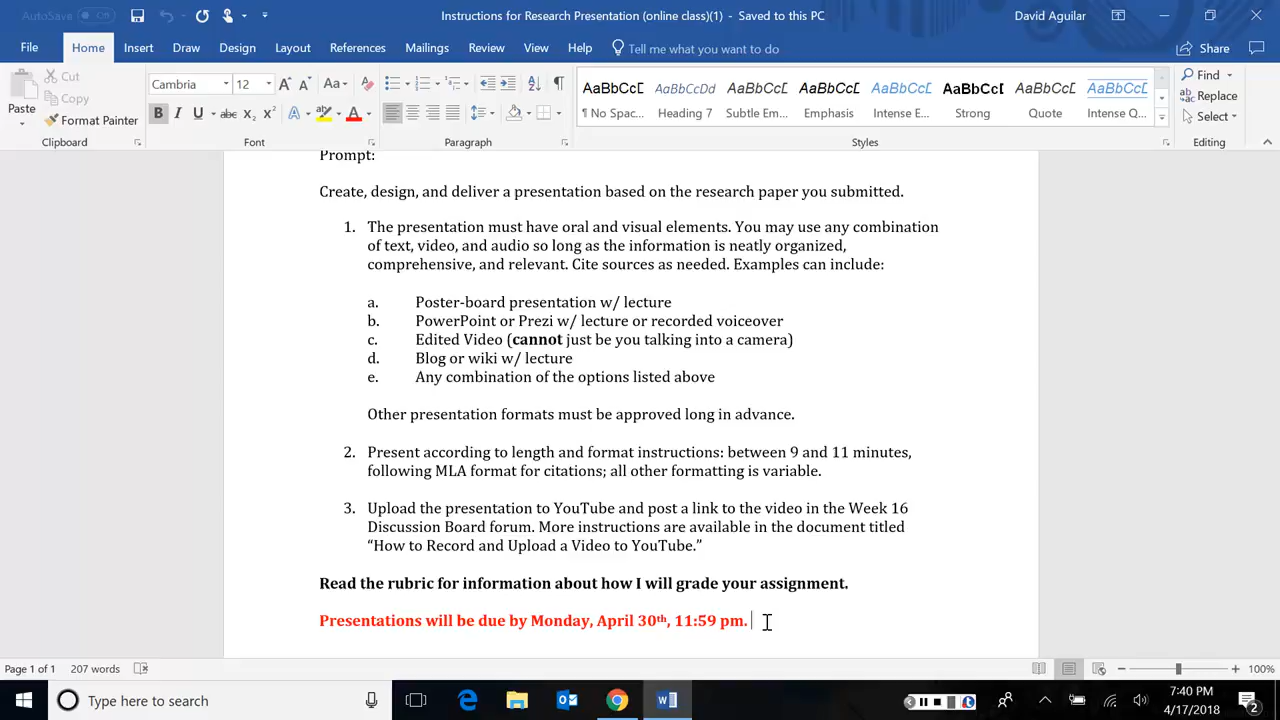 AutoSave Off
Instructions for Research Presentation (online class)(1) - Saved to this PC
David Aguilar
File Home Insert Draw Design Layout References Mailings Review View Help Tell me what you want to do Share
Paste
Cut
Copy
Format Painter
Clipboard
Cambria 12
Font
Paragraph
AaBbCcD AaBbCcDd AaBbCcD AaBbCcD AaBbCcD AaBbCcD AaBbCcD AaBbCcD
¶ No Spac... Heading 7 Subtle Em... Emphasis Intense E... Strong Quote Intense Q...
Styles
Find
Replace
Select
Editing
Prompt:
Create, design, and deliver a presentation based on the research paper you submitted.
1. The presentation must have oral and visual elements. You may use any combination
of text, video, and audio so long as the information is neatly organized,
comprehensive, and relevant. Cite sources as needed. Examples can include:
a. Poster-board presentation w/ lecture
b. PowerPoint or Prezi w/ lecture or recorded voiceover
c. Edited Video (cannot just be you talking into a camera)
d. Blog or wiki w/ lecture
e. Any combination of the options listed above
Other presentation formats must be approved long in advance.
2. Present according to length and format instructions: between 9 and 11 minutes,
following MLA format for citations; all other formatting is variable.
3. Upload the presentation to YouTube and post a link to the video in the Week 16
Discussion Board forum. More instructions are available in the document titled
“How to Record and Upload a Video to YouTube.”
Read the rubric for information about how I will grade your assignment.
Presentations will be due by Monday, April 30th, 11:59 pm.
Page 1 of 1 207 words 100%
Type here to search
7:40 PM
4/17/2018
2